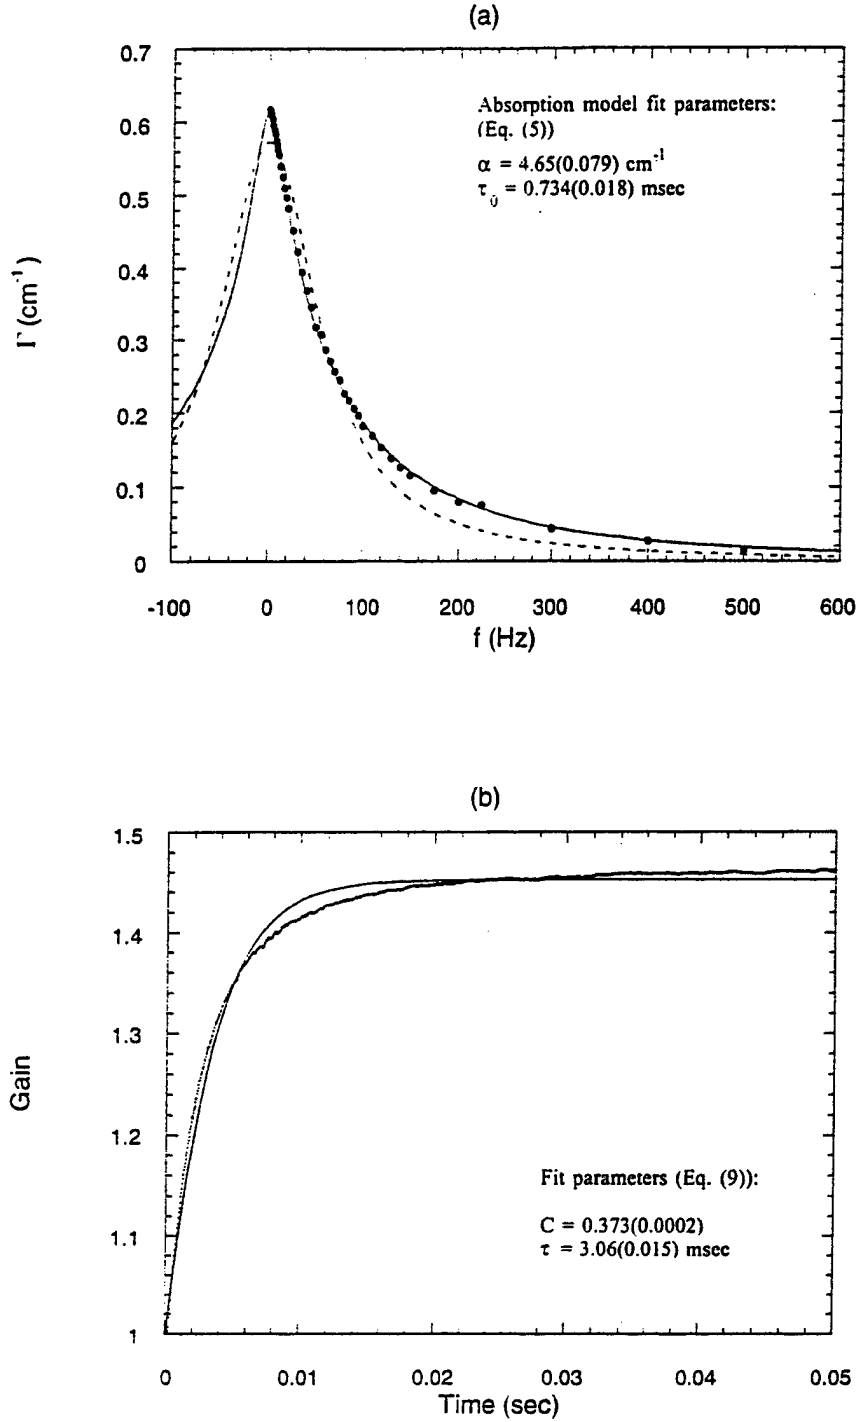 (a)
0.7
0.6
0.5
0.4
0.3
0.2
0.1
0
Γ (cm⁻¹)
Absorption model fit parameters:
(Eq. (5))
α = 4.65(0.079) cm⁻¹
τ₀ = 0.734(0.018) msec
-100 0 100 200 300 400 500 600
f (Hz)
(b)
1.5
1.4
1.3
1.2
1.1
1
Gain
Fit parameters (Eq. (9)):
C = 0.373(0.0002)
τ = 3.06(0.015) msec
0 0.01 0.02 0.03 0.04 0.05
Time (sec)